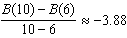 B(10) − B(6) / 10 − 6 ≈ −3.88